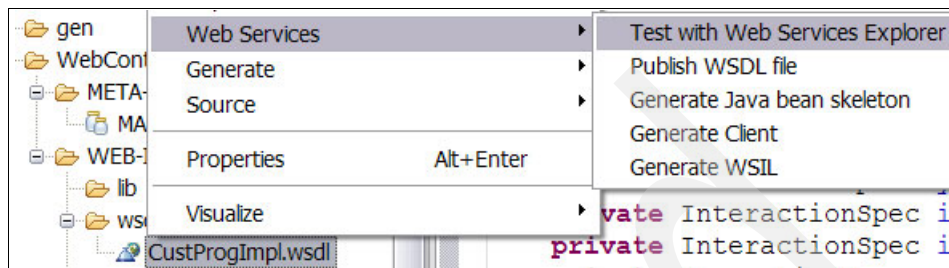 gen
WebCont
META-
MA
WEB-I
lib
wsd
CustProgImpl.wsdl
Web Services
Generate
Source
Properties Alt+Enter
Visualize
Test with Web Services Explorer
Publish WSDL file
Generate Java bean skeleton
Generate Client
Generate WSIL
vate InteractionSpec i
private InteractionSpec i